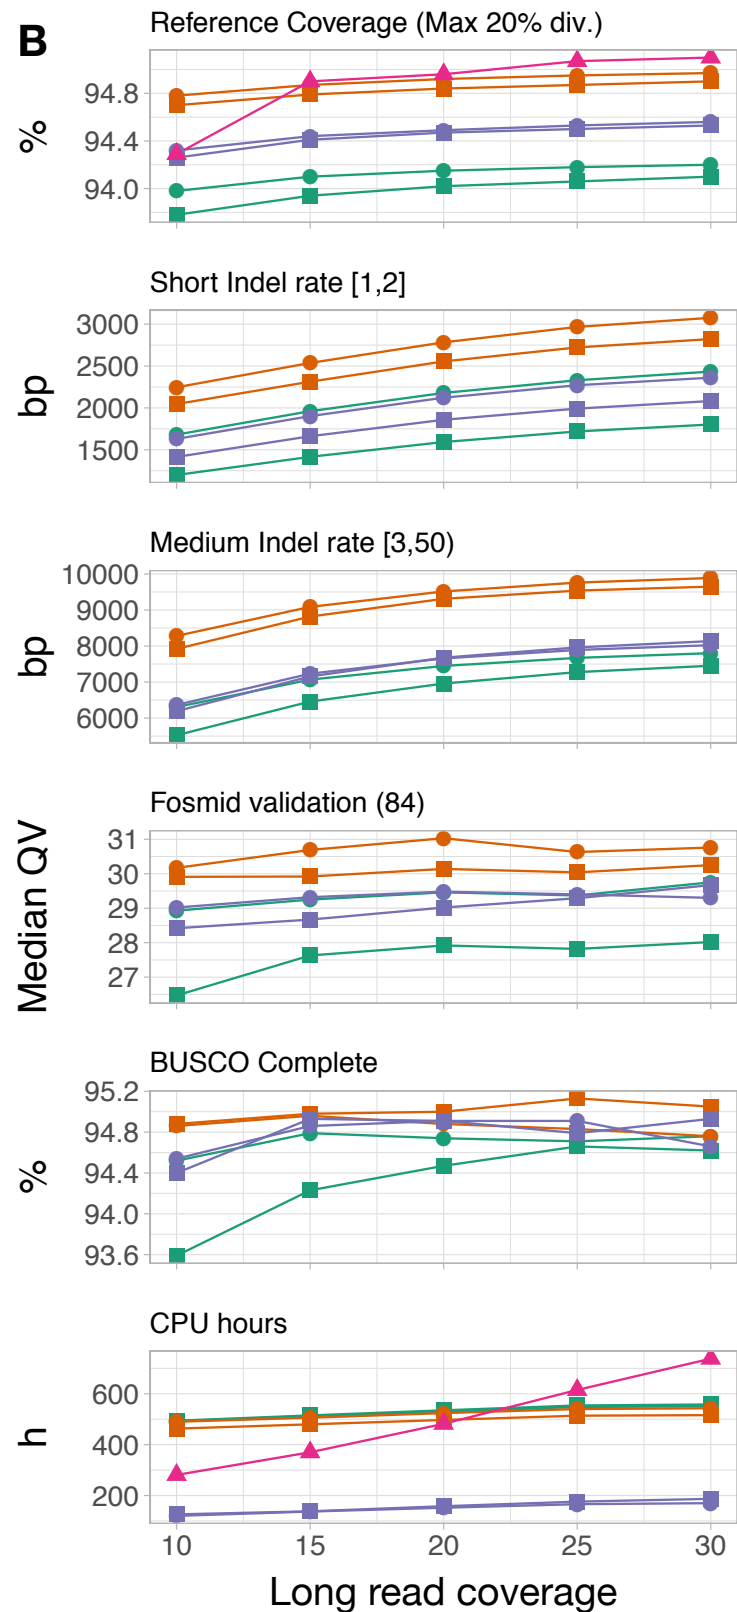 B
Reference Coverage (Max 20% div.)
94.8
94.4
94.0
%
Short Indel rate [1,2]
3000
2500
2000
1500
bp
Medium Indel rate [3,50)
10000
9000
8000
7000
6000
bp
Fosmid validation (84)
31
30
29
28
27
Median QV
BUSCO Complete
95.2
94.8
94.4
94.0
93.6
%
CPU hours
600
400
200
h
10 15 20 25 30
Long read coverage